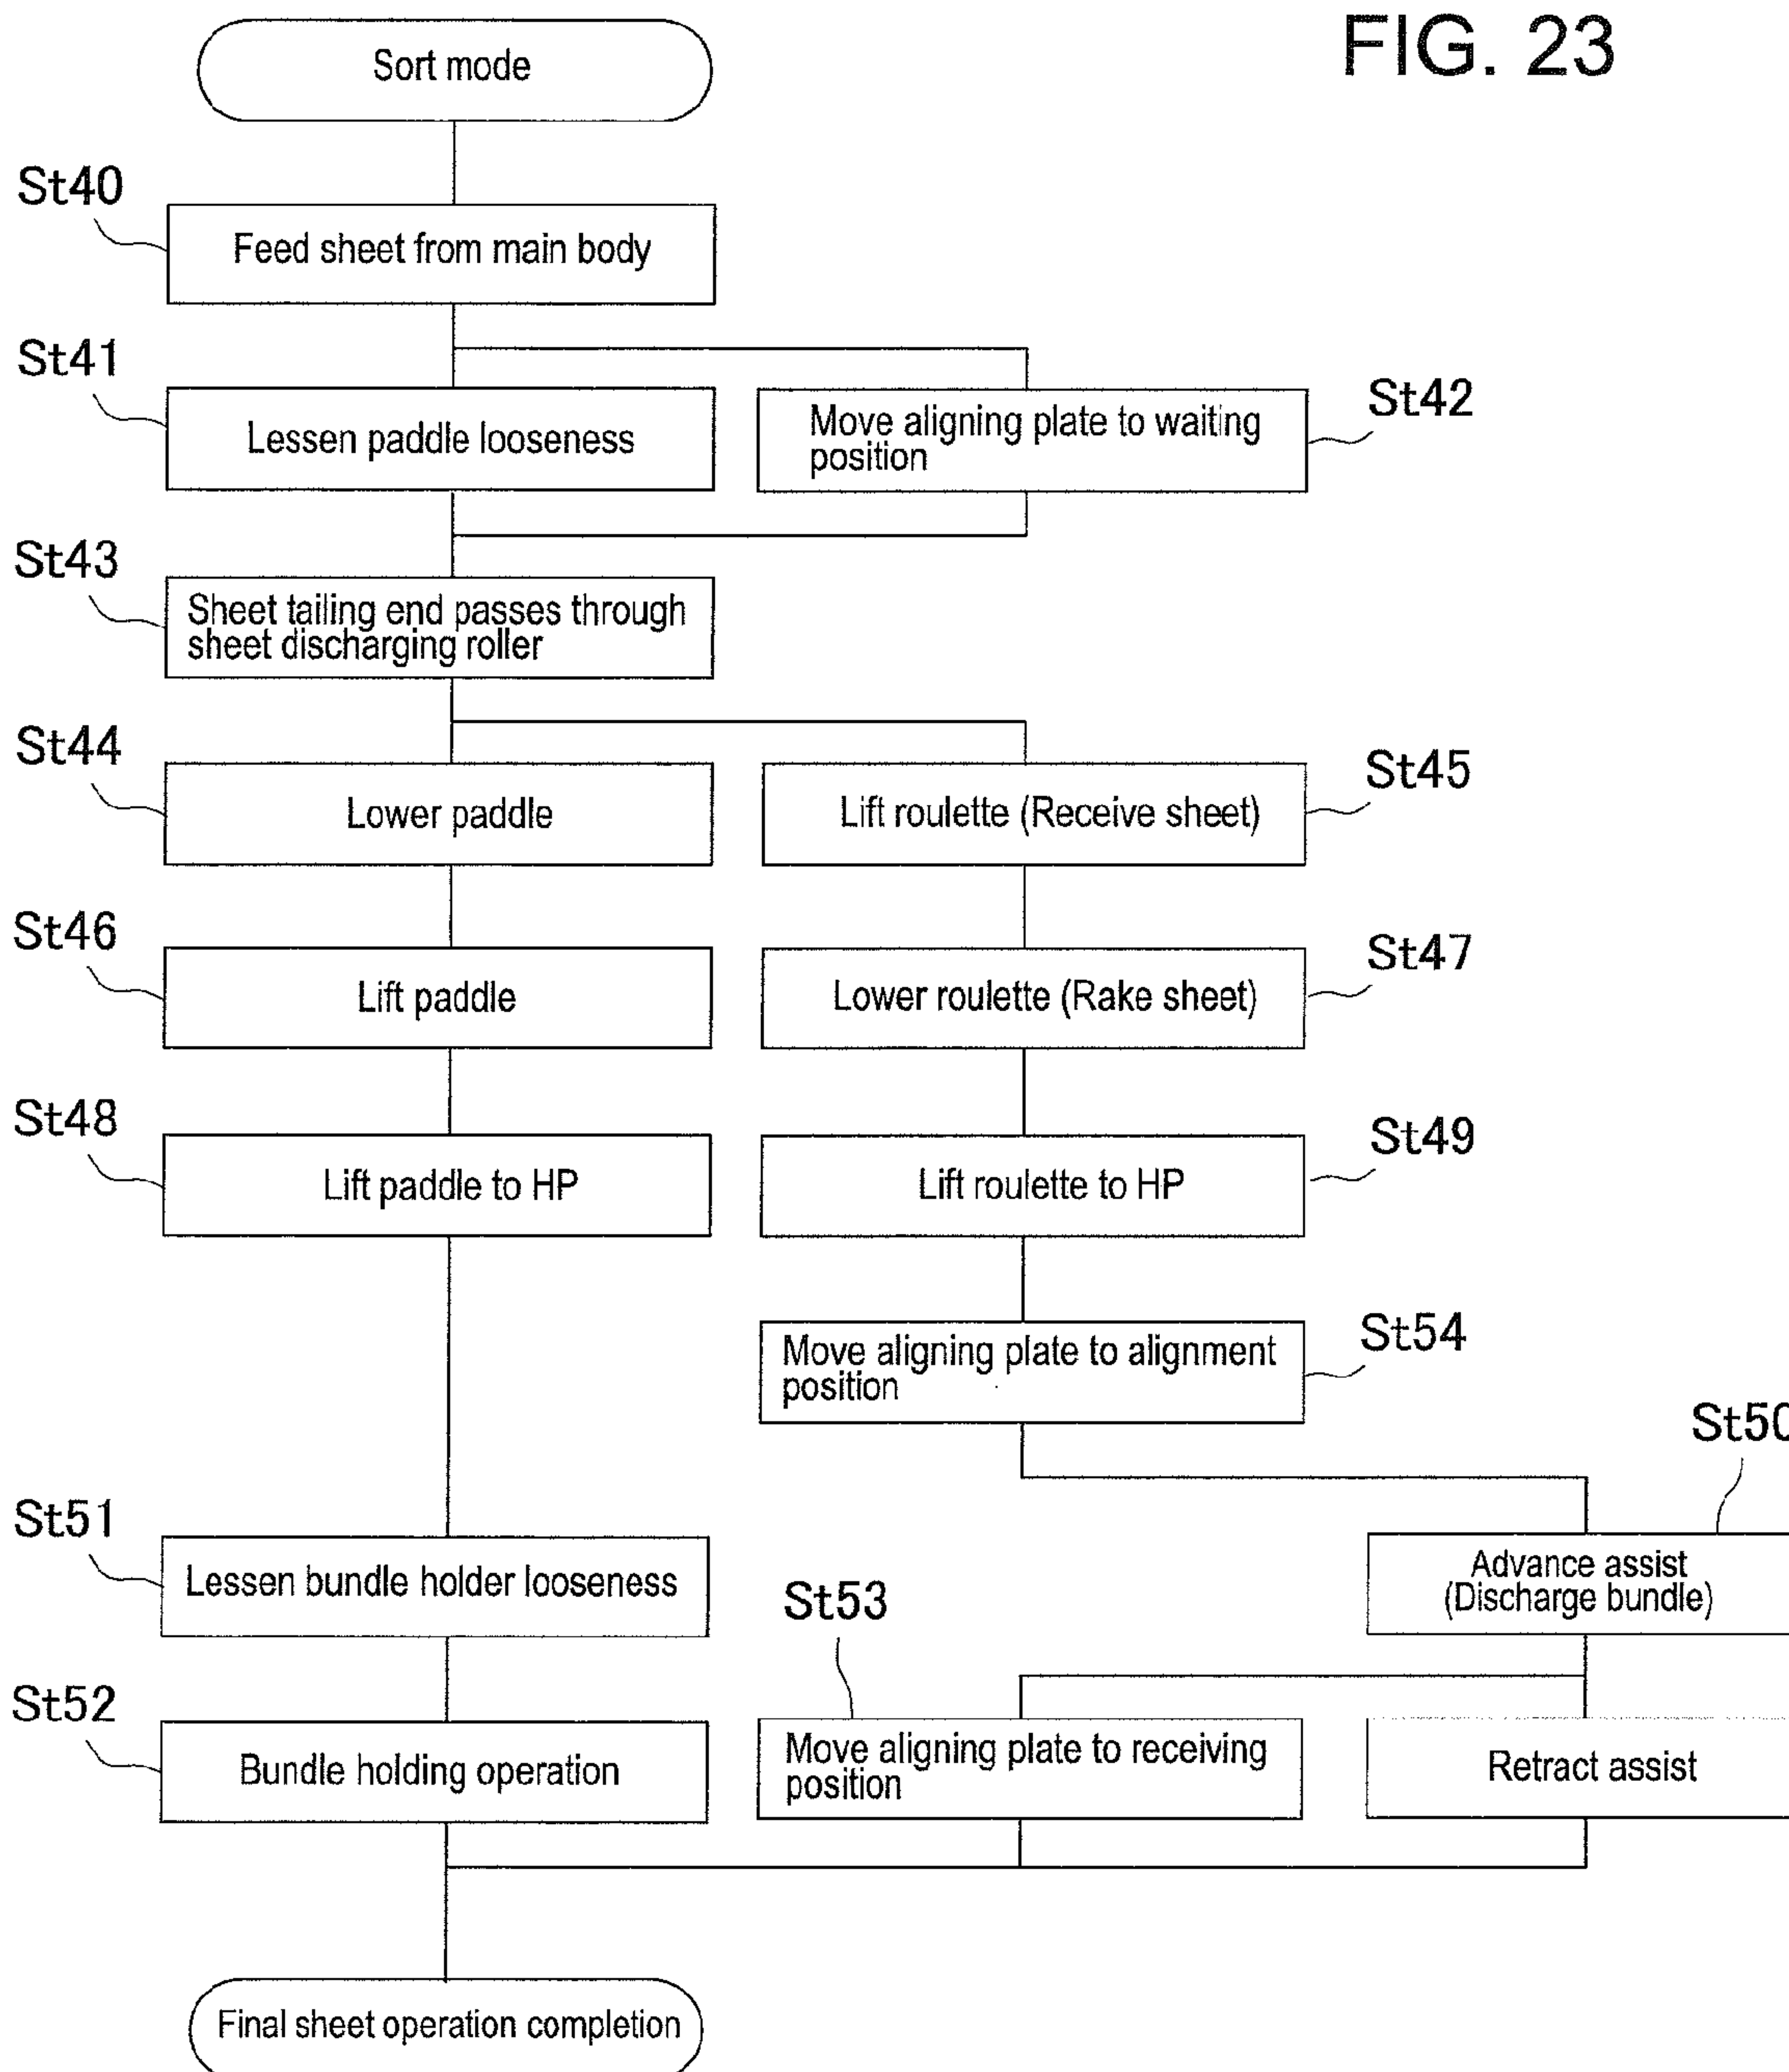 FIG. 23
Sort mode
St40
Feed sheet from main body
St41
Lessen paddle looseness
Move aligning plate to waiting
position
St42
St43
Sheet tailing end passes through
sheet discharging roller
St44
Lower paddle
Lift roulette (Receive sheet)
St45
St46
Lift paddle
Lower roulette (Rake sheet)
St47
St48
Lift paddle to HP
Lift roulette to HP
St49
Move aligning plate to alignment
position
St54
St50
St51
Lessen bundle holder looseness
Advance assist
(Discharge bundle)
St53
St52
Bundle holding operation
Move aligning plate to receiving
position
Retract assist
Final sheet operation completion